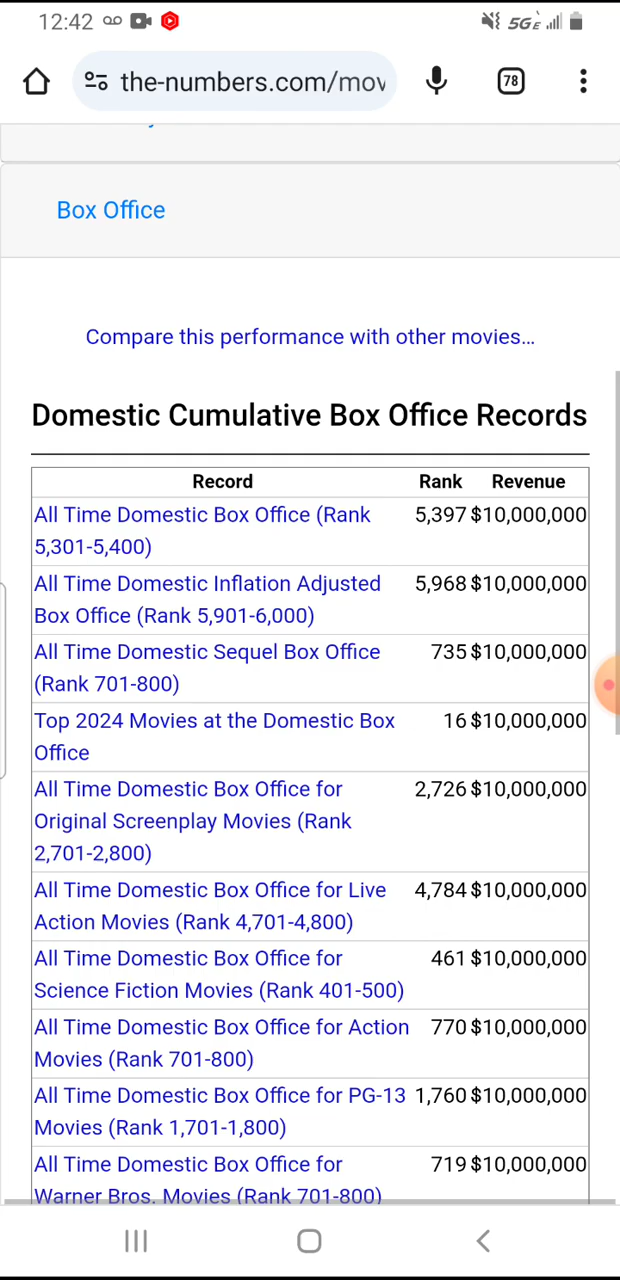 12:42
5GE
the-numbers.com/mov
78
Box Office
Compare this performance with other movies...
Domestic Cumulative Box Office Records
Record Rank Revenue
All Time Domestic Box Office (Rank 5,397 $10,000,000
5,301-5,400)
All Time Domestic Inflation Adjusted 5,968 $10,000,000
Box Office (Rank 5,901-6,000)
All Time Domestic Sequel Box Office 735 $10,000,000
(Rank 701-800)
Top 2024 Movies at the Domestic Box 16 $10,000,000
Office
All Time Domestic Box Office for 2,726 $10,000,000
Original Screenplay Movies (Rank
2,701-2,800)
All Time Domestic Box Office for Live 4,784 $10,000,000
Action Movies (Rank 4,701-4,800)
All Time Domestic Box Office for 461 $10,000,000
Science Fiction Movies (Rank 401-500)
All Time Domestic Box Office for Action 770 $10,000,000
Movies (Rank 701-800)
All Time Domestic Box Office for PG-13 1,760 $10,000,000
Movies (Rank 1,701-1,800)
All Time Domestic Box Office for 719 $10,000,000
Warner Bros. Movies (Rank 701-800)